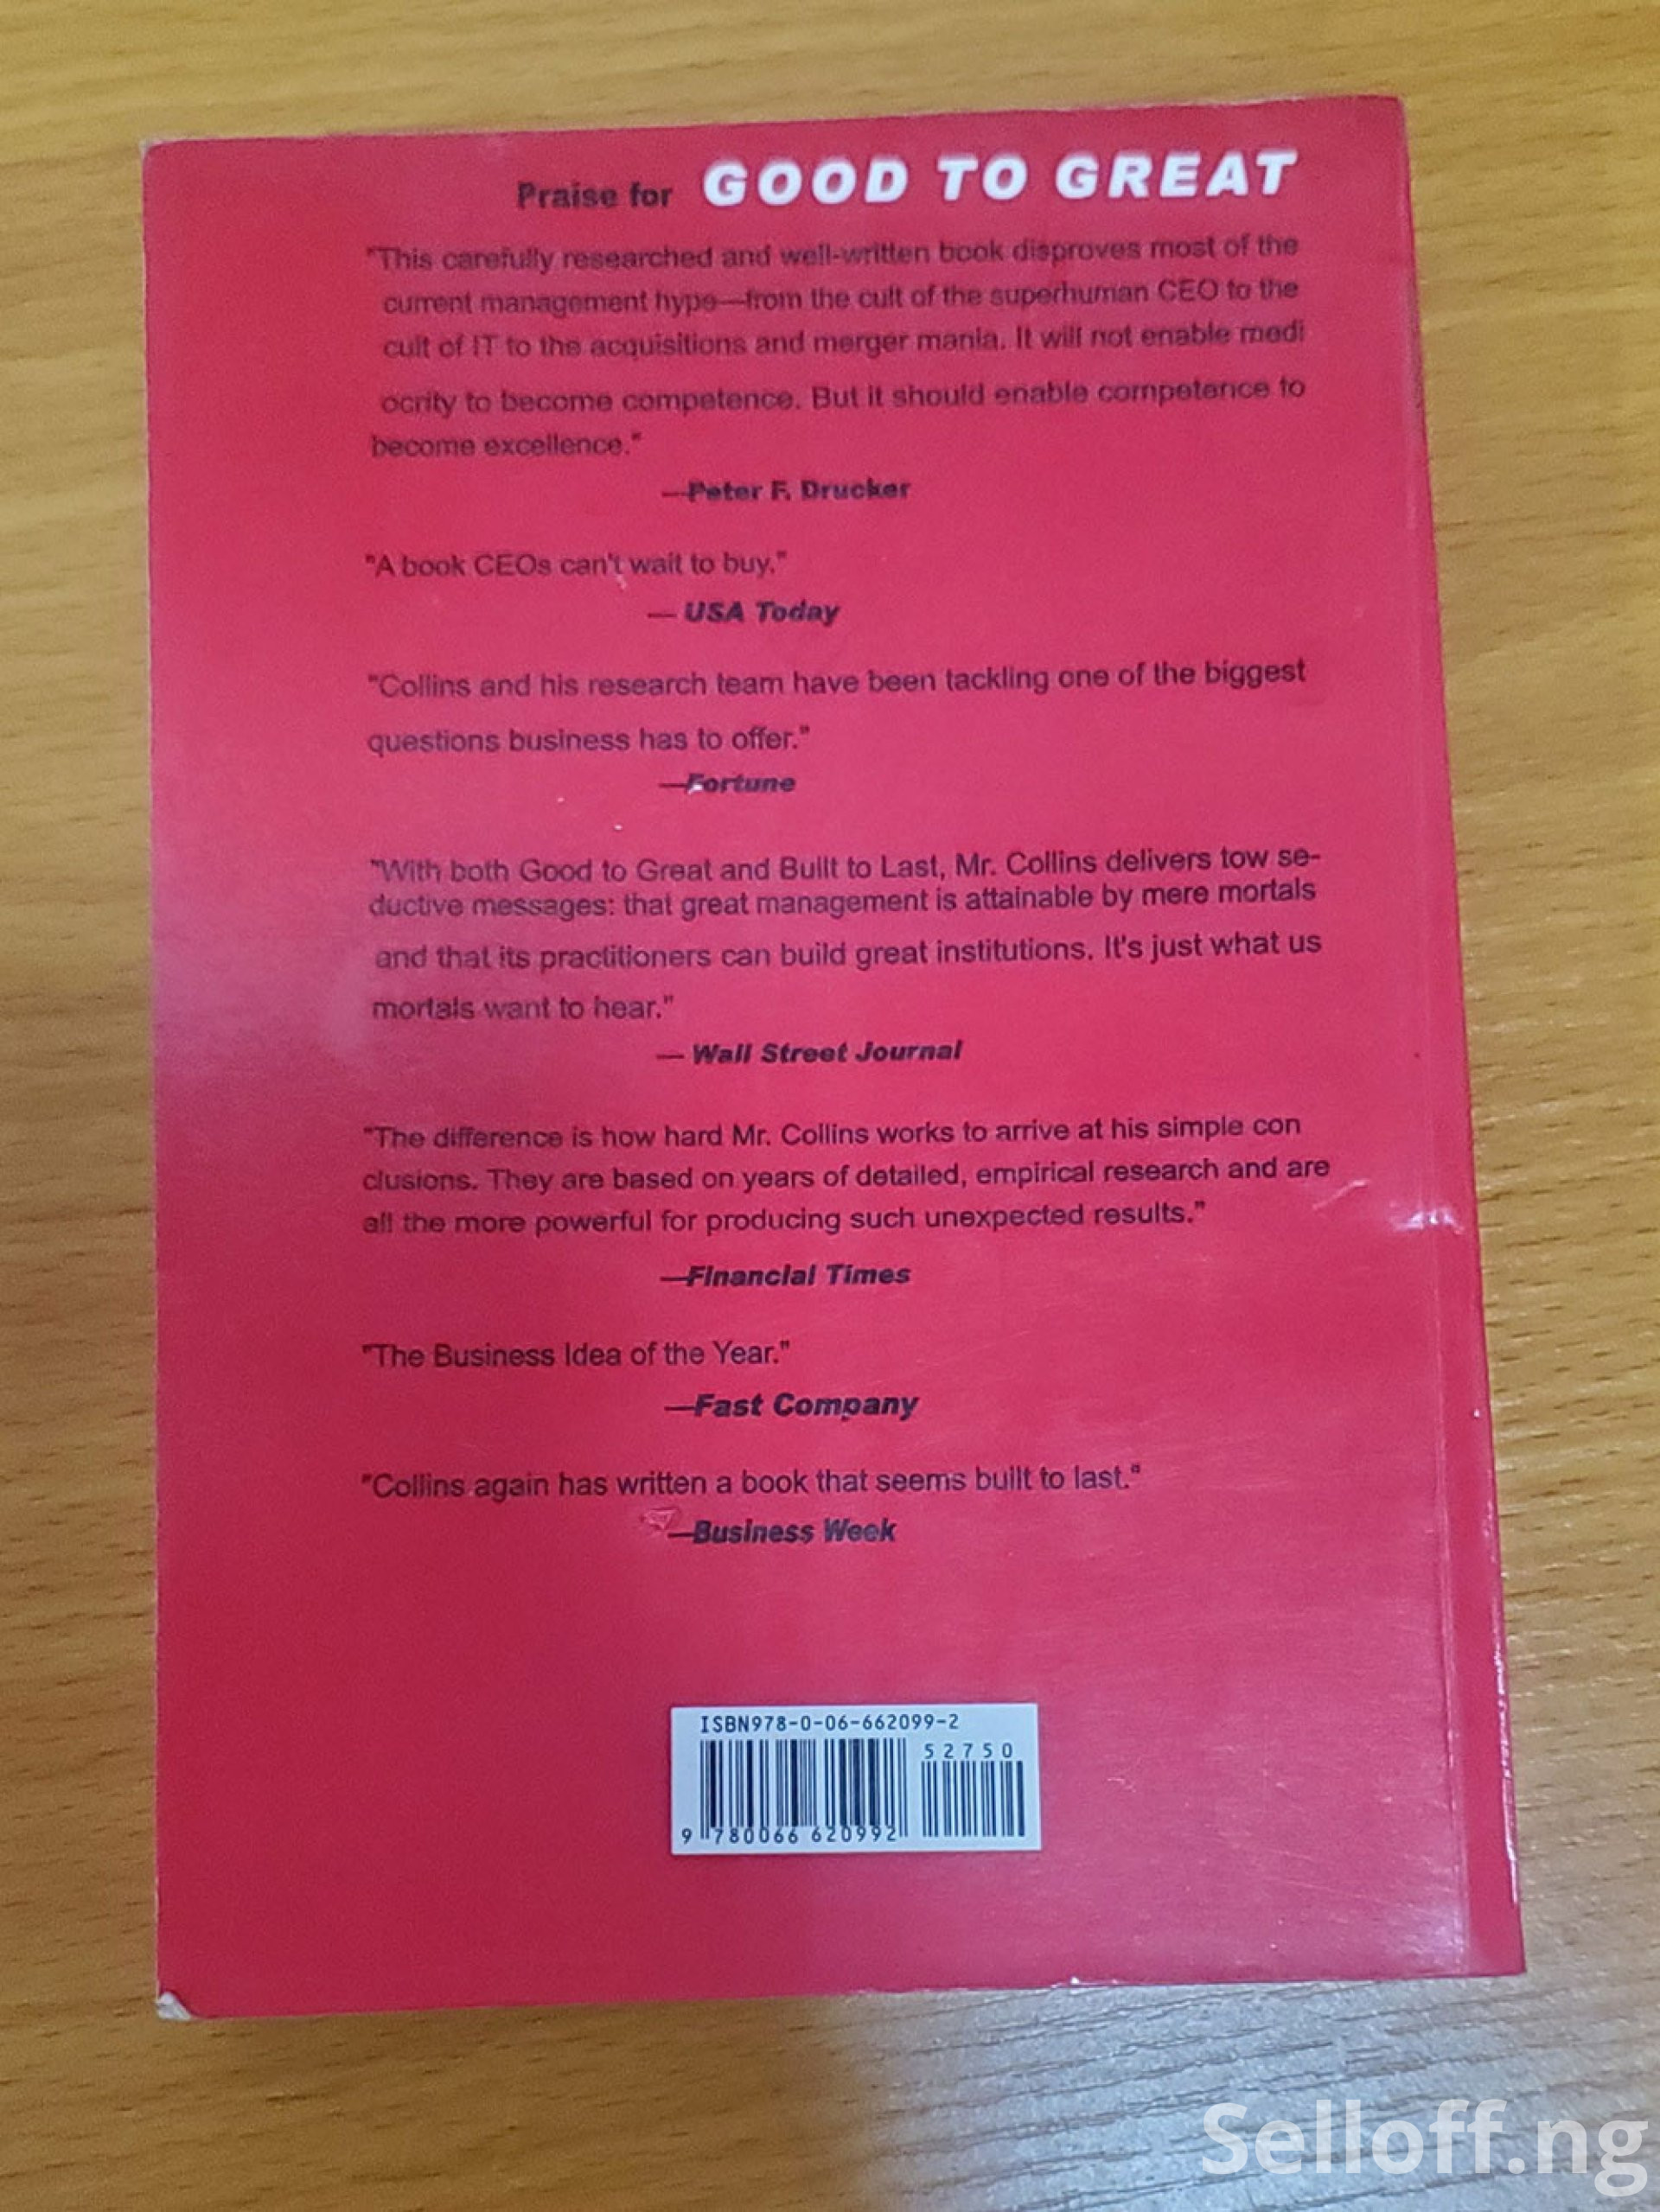 Praise for GOOD TO GREAT
"This carefully researched and well-written book disproves most of the
current management hype—from the cult of the superhuman CEO to the
cult of IT to the acquisitions and merger mania. It will not enable medi
ocrity to become competence. But it should enable competence to
become excellence."
—Peter F. Drucker
"A book CEOs can't wait to buy."
— USA Today
"Collins and his research team have been tackling one of the biggest
questions business has to offer."
—Fortune
"With both Good to Great and Built to Last, Mr. Collins delivers tow se-
ductive messages: that great management is attainable by mere mortals
and that its practitioners can build great institutions. It's just what us
mortals want to hear."
— Wall Street Journal
"The difference is how hard Mr. Collins works to arrive at his simple con
clusions. They are based on years of detailed, empirical research and are
all the more powerful for producing such unexpected results."
—Financial Times
"The Business Idea of the Year."
—Fast Company
"Collins again has written a book that seems built to last."
—Business Week
ISBN978-0-06-662099-2
52750
9 780066 620992
Selloff.ng